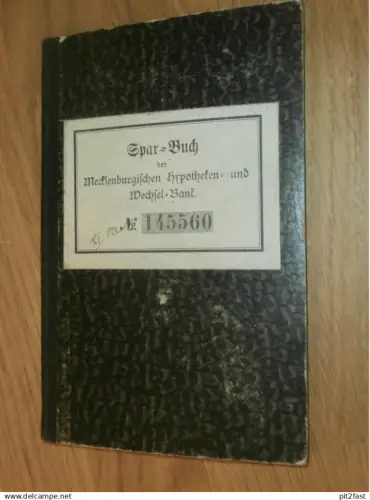 Spar-Buch
der
Mecklenburgischen Hypotheken- und
Wechsel-Bank.
№ 145560
www.delcampe.net
pit2fast